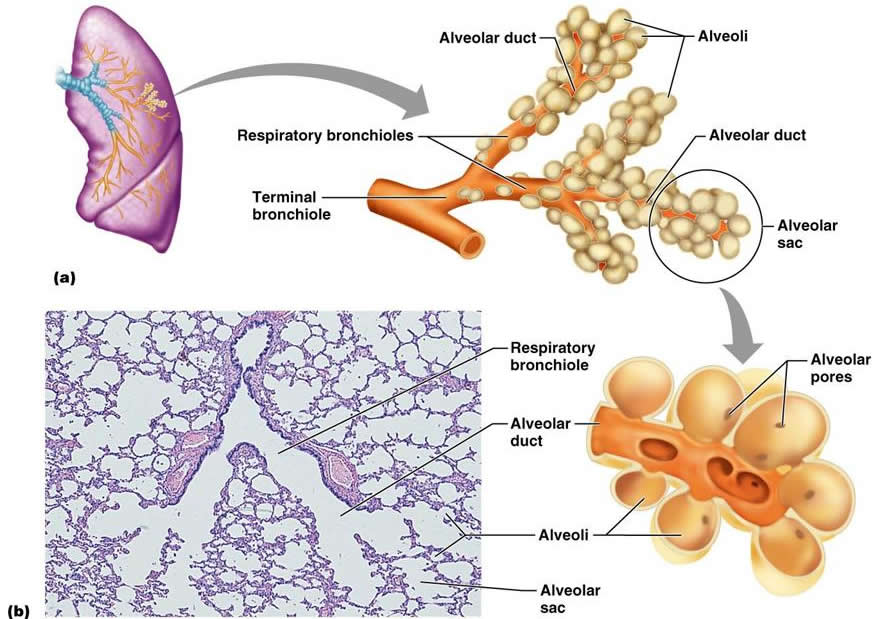 Alveolar duct
Alveoli
Respiratory bronchioles
Alveolar duct
Terminal
bronchiole
Alveolar
sac
(a)
Respiratory
bronchiole
Alveolar
pores
Alveolar
duct
Alveoli
Alveolar
sac
(b)